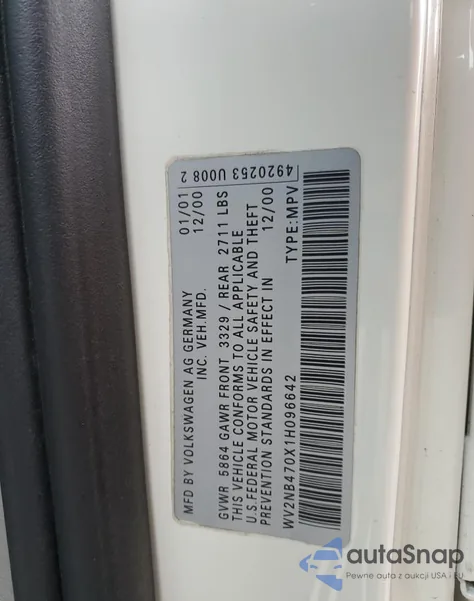 MFD BY VOLKSWAGEN AG GERMANY 01/01
INC. VEH.MFD. 12/00
GVWR 5864 GAWR FRONT 3329 / REAR 2711 LBS
THIS VEHICLE CONFORMS TO ALL APPLICABLE
U.S.FEDERAL MOTOR VEHICLE SAFETY AND THEFT
PREVENTION STANDARDS IN EFFECT IN 12/00
WV2NB470X1H096642 TYPE:MPV
4920253 U008 2
autoSnap
Pewne auta z aukcji USA i EU